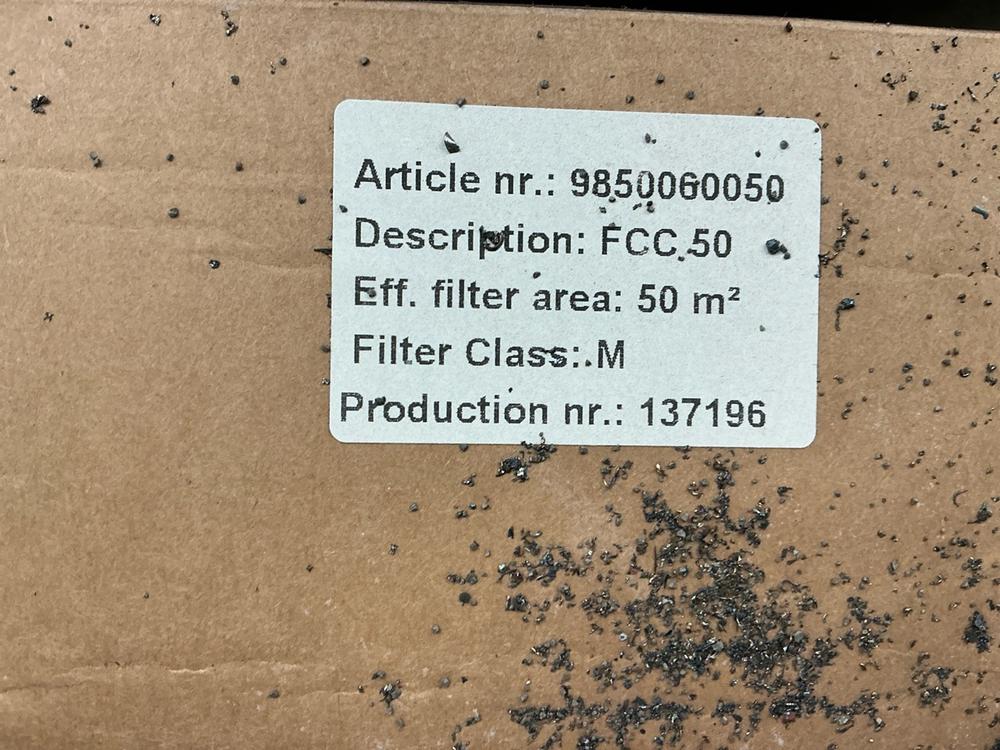 Article nr.: 9850060050
Description: FCC 50
Eff. filter area: 50 m²
Filter Class: M
Production nr.: 137196